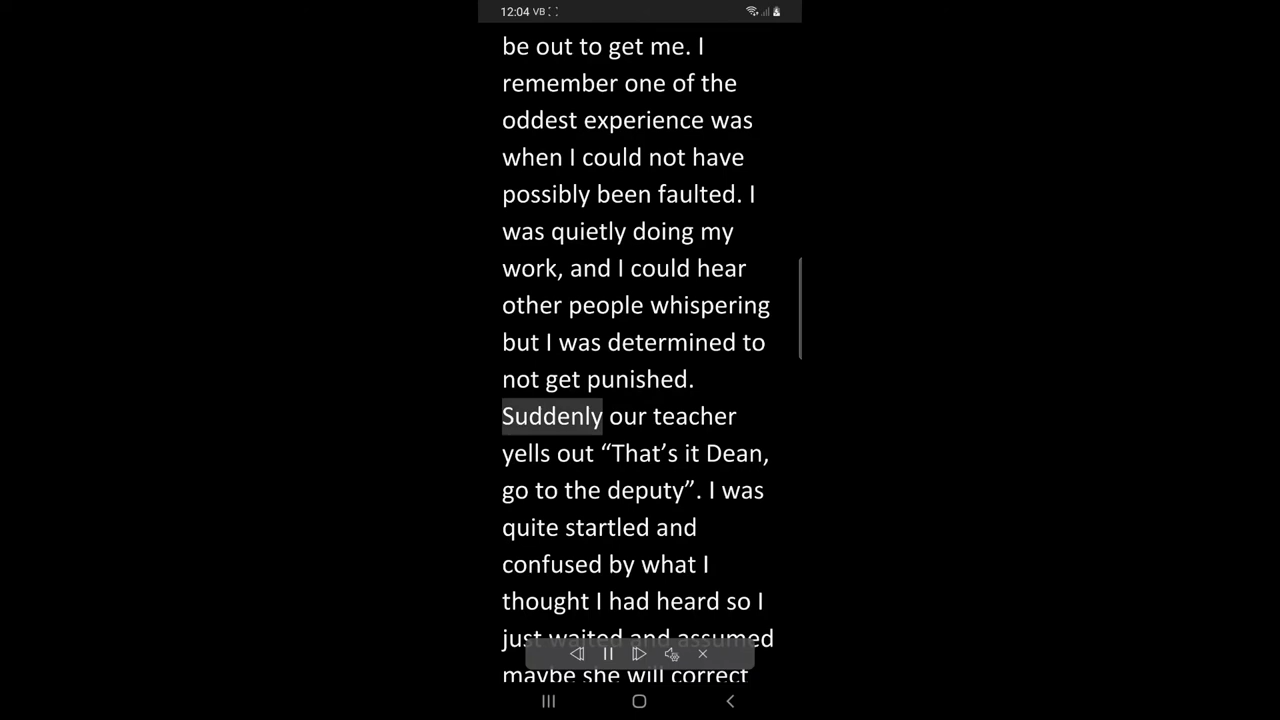 12:04 VB
be out to get me. I
remember one of the
oddest experience was
when I could not have
possibly been faulted. I
was quietly doing my
work, and I could hear
other people whispering
but I was determined to
not get punished.
Suddenly our teacher
yells out “That’s it Dean,
go to the deputy”. I was
quite startled and
confused by what I
thought I had heard so I
just waited and assumed
maybe she will correct